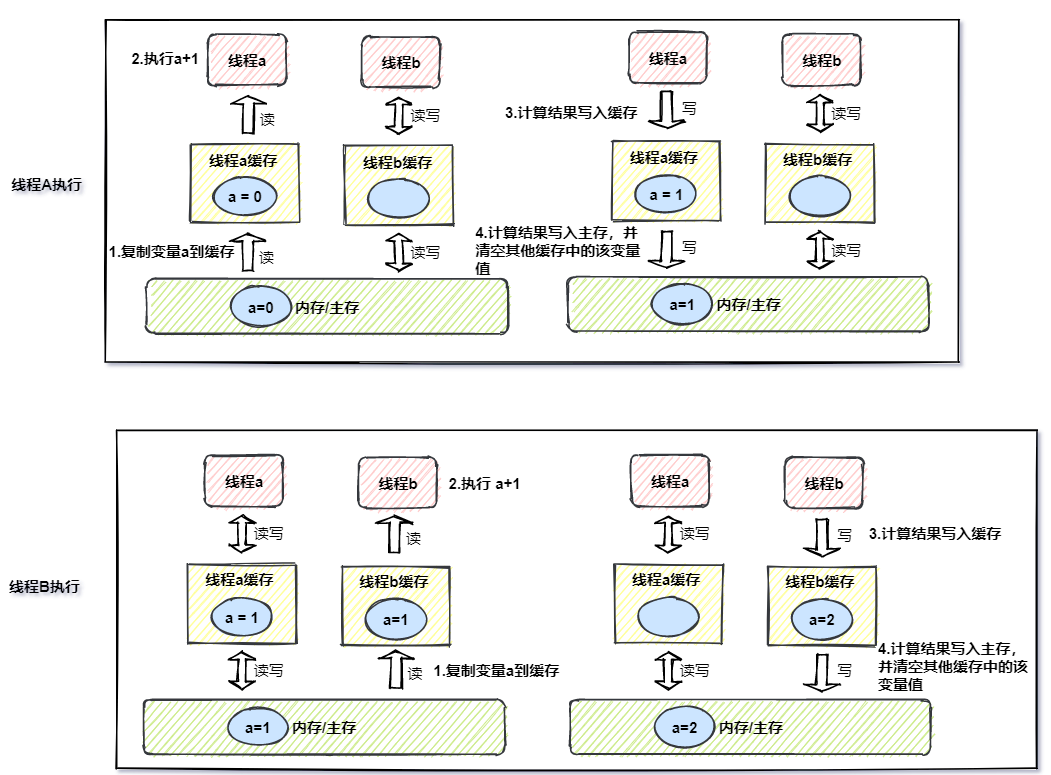 线程A执行
2.执行a+1
线程a
线程b
读
读写
线程a缓存
a = 0
线程b缓存
1.复制变量a到缓存
读
读写
a=0
内存/主存
线程a
线程b
3.计算结果写入缓存
写
读写
线程a缓存
a = 1
线程b缓存
4.计算结果写入主存，并
清空其他缓存中的该变量
值
写
读写
a=1
内存/主存
线程B执行
线程a
线程b
2.执行 a+1
读写
读
线程a缓存
a = 1
线程b缓存
a=1
读写
读
1.复制变量a到缓存
a=1
内存/主存
线程a
线程b
读写
写
3.计算结果写入缓存
线程a缓存
线程b缓存
a=2
读写
写
4.计算结果写入主存，
并清空其他缓存中的该
变量值
a=2
内存/主存